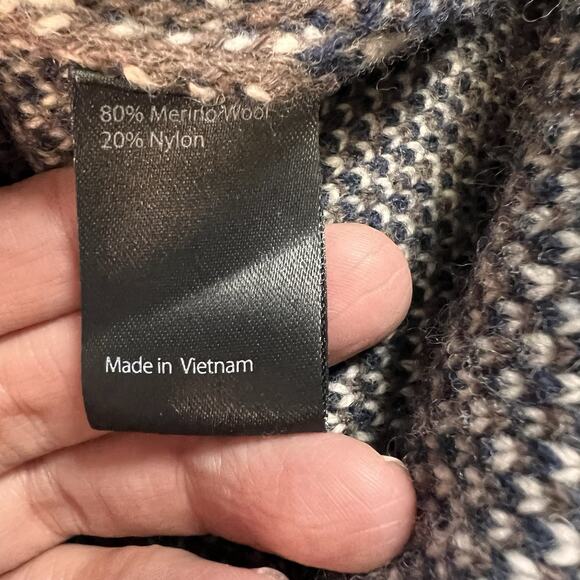 80% Merino Wool
20% Nylon
Made in Vietnam